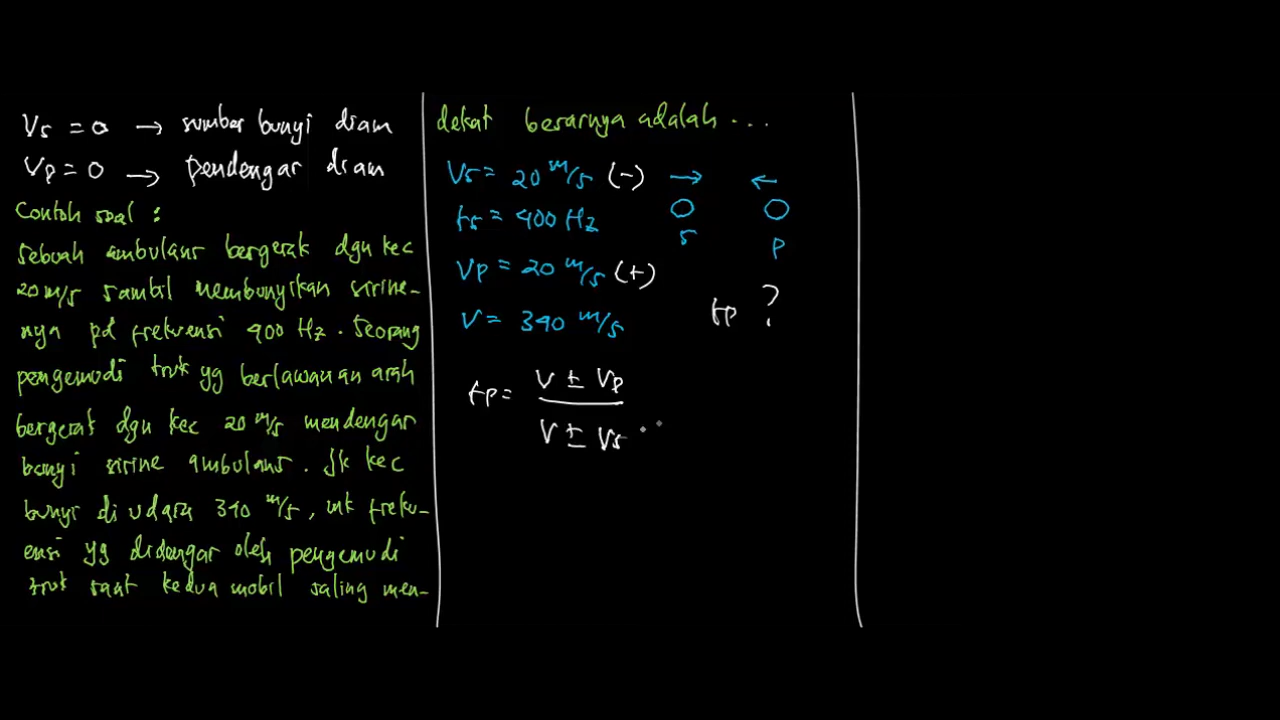 Vs = 0 → sumber bunyi diam
Vp = 0 → pendengar diam
Contoh soal :
Sebuah ambulans bergerak dgn kec
20 m/s sambil membunyikan sirine-
nya pd frekuensi 400 Hz. Seorang
pengemudi truk yg berlawanan arah
bergerak dgn kec 20 m/s mendengar
bunyi sirine ambulans. Jk kec
bunyi di udara 340 m/s, mk freku-
ensi yg didengar oleh pengemudi
truk saat kedua mobil saling men-
dekat besarnya adalah ...
Vs = 20 m/s (-) → ←
fs = 400 Hz
s p
Vp = 20 m/s (+)
V = 340 m/s
fp ?
fp = V ± Vp
V ± Vs